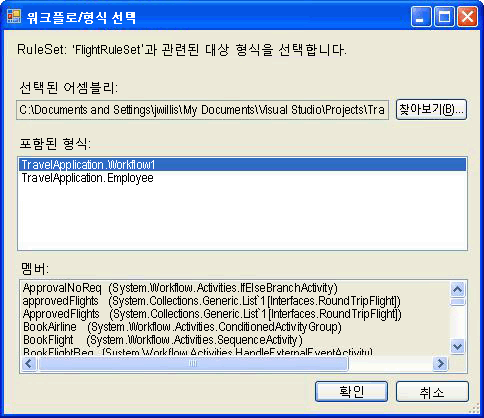 워크플로/형식 선택
RuleSet: 'FlightRuleSet'과 관련된 대상 형식을 선택합니다.
선택된 어셈블리:
C:\Documents and Settings\jwillis\My Documents\Visual Studio\Projects\Tra
찾아보기(B)...
포함된 형식:
TravelApplication.Workflow1
TravelApplication.Employee
멤버:
ApprovalNoReq (System.Workflow.Activities.IfElseBranchActivity)
approvedFlights (System.Collections.Generic.List`1[Interfaces.RoundTripFlight])
ApprovedFlights (System.Collections.Generic.List`1[Interfaces.RoundTripFlight])
BookAirline (System.Workflow.Activities.ConditionedActivityGroup)
BookFlight (System.Workflow.Activities.SequenceActivity)
BookFlightReq (System.Workflow.Activities.HandleExternalEventActivity)
확인
취소